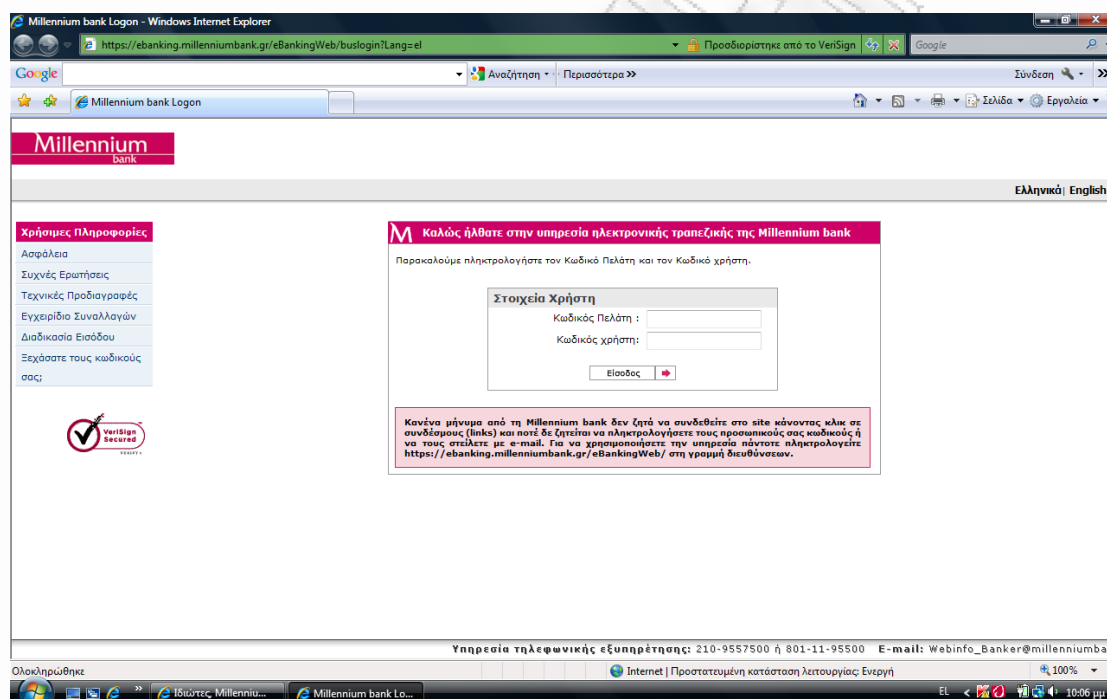 Millennium bank Logon - Windows Internet Explorer
https://ebanking.millenniumbank.gr/eBankingWeb/buslogin?Lang=el
Προσδιορίστηκε από το VeriSign
Google
Google
Αναζήτηση
Περισσότερα »
Σύνδεση
Millennium bank Logon
Σελίδα
Εργαλεία
Millennium
bank
Ελληνικά| English
Χρήσιμες Πληροφορίες
Ασφάλεια
Συχνές Ερωτήσεις
Τεχνικές Προδιαγραφές
Εγχειρίδιο Συναλλαγών
Διαδικασία Εισόδου
Ξεχάσατε τους κωδικούς
σας;
VeriSign
Secured
VERIFY
M Καλώς ήλθατε στην υπηρεσία ηλεκτρονικής τραπεζικής της Millennium bank
Παρακαλούμε πληκτρολογήστε τον Κωδικό Πελάτη και τον Κωδικό χρήστη.
Στοιχεία Χρήστη
Κωδικός Πελάτη :
Κωδικός χρήστη:
Είσοδος
Κανένα μήνυμα από τη Millennium bank δεν ζητά να συνδεθείτε στο site κάνοντας κλικ σε
συνδέσμους (links) και ποτέ δε ζητείται να πληκτρολογήσετε τους προσωπικούς σας κωδικούς ή
να τους στείλετε με e-mail. Για να χρησιμοποιήσετε την υπηρεσία πάντοτε πληκτρολογείτε
https://ebanking.millenniumbank.gr/eBankingWeb/ στη γραμμή διευθύνσεων.
Υπηρεσία τηλεφωνικής εξυπηρέτησης: 210-9557500 ή 801-11-95500 E-mail: Webinfo_Banker@millenniumba
Ολοκληρώθηκε
Internet | Προστατευμένη κατάσταση λειτουργίας: Ενεργή
100%
Ιδιώτες, Millenniu...
Millennium bank Lo...
EL
10:06 μμ